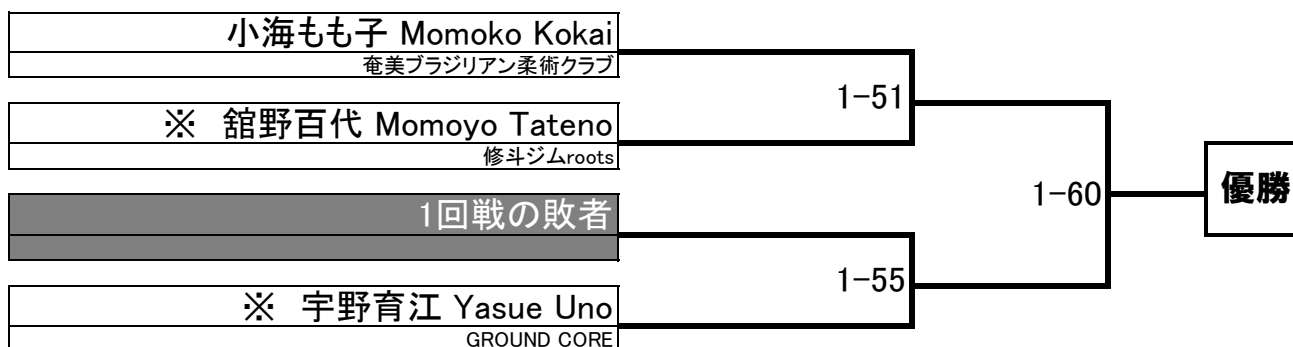 小海もも子 Momoko Kokai
奄美ブラジリアン柔術クラブ
1-51
※ 舘野百代 Momoyo Tateno
修斗ジムroots
1-60
優勝
1回戦の敗者
1-55
※ 宇野育江 Yasue Uno
GROUND CORE